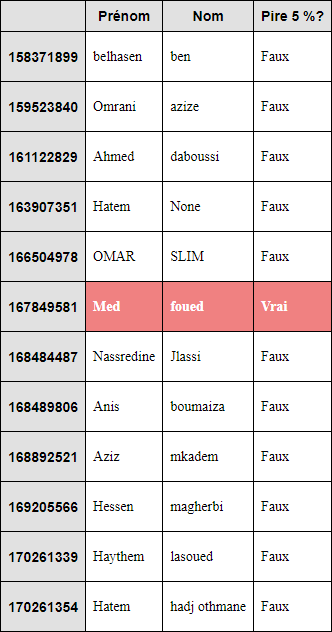 Prénom Nom Pire 5 %?
158371899 belhasen ben Faux
159523840 Omrani azize Faux
161122829 Ahmed daboussi Faux
163907351 Hatem None Faux
166504978 OMAR SLIM Faux
167849581 Med foued Vrai
168484487 Nassredine Jlassi Faux
168489806 Anis boumaiza Faux
168892521 Aziz mkadem Faux
169205566 Hessen magherbi Faux
170261339 Haythem lasoued Faux
170261354 Hatem hadj othmane Faux